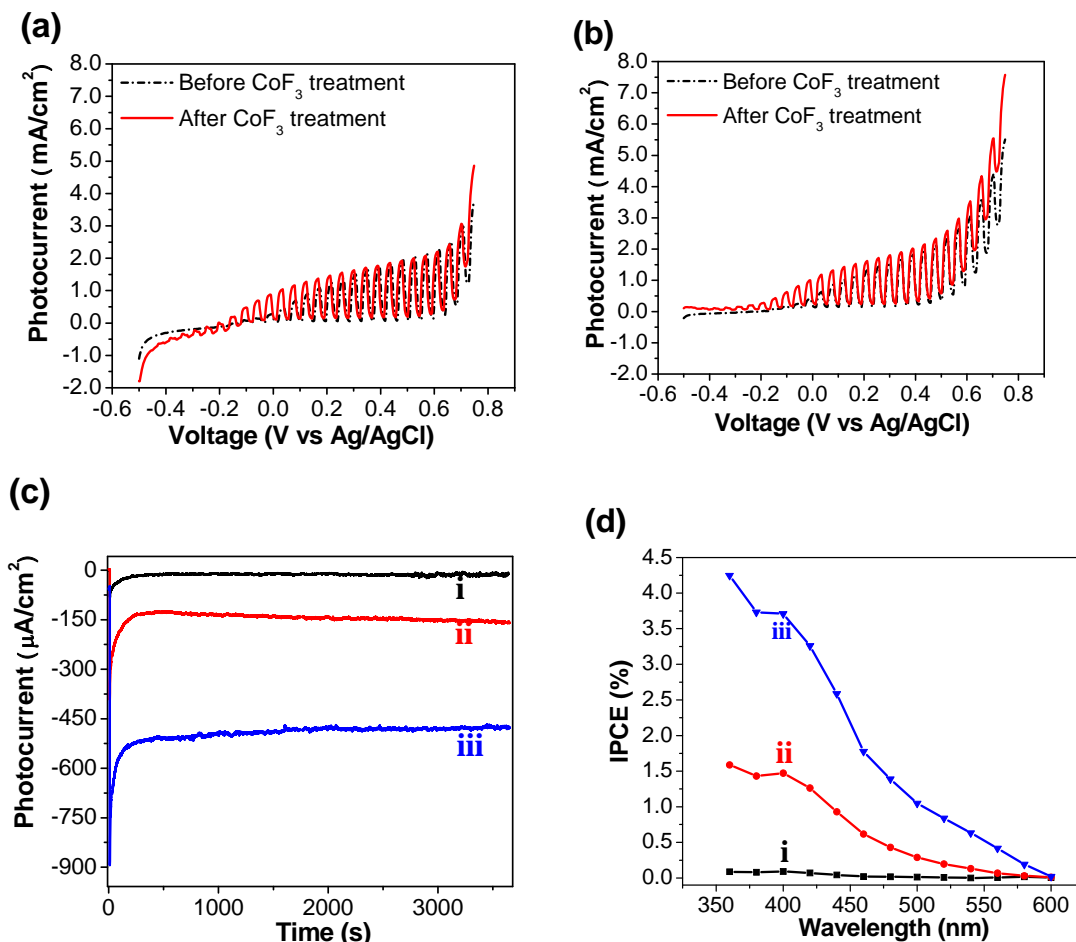 (a)
8.0
7.0
6.0
5.0
4.0
3.0
2.0
1.0
0.0
-1.0
-2.0
Photocurrent (mA/cm²)
Before CoF₃ treatment
After CoF₃ treatment
-0.6 -0.4 -0.2 0.0 0.2 0.4 0.6 0.8
Voltage (V vs Ag/AgCl)
(b)
8.0
7.0
6.0
5.0
4.0
3.0
2.0
1.0
0.0
-1.0
-2.0
Photocurrent (mA/cm²)
Before CoF₃ treatment
After CoF₃ treatment
-0.6 -0.4 -0.2 0.0 0.2 0.4 0.6 0.8
Voltage (V vs Ag/AgCl)
(c)
0
-150
-300
-450
-600
-750
-900
Photocurrent (μA/cm²)
i
ii
iii
0 1000 2000 3000
Time (s)
(d)
4.5
4.0
3.5
3.0
2.5
2.0
1.5
1.0
0.5
0.0
IPCE (%)
iii
ii
i
350 400 450 500 550 600
Wavelength (nm)